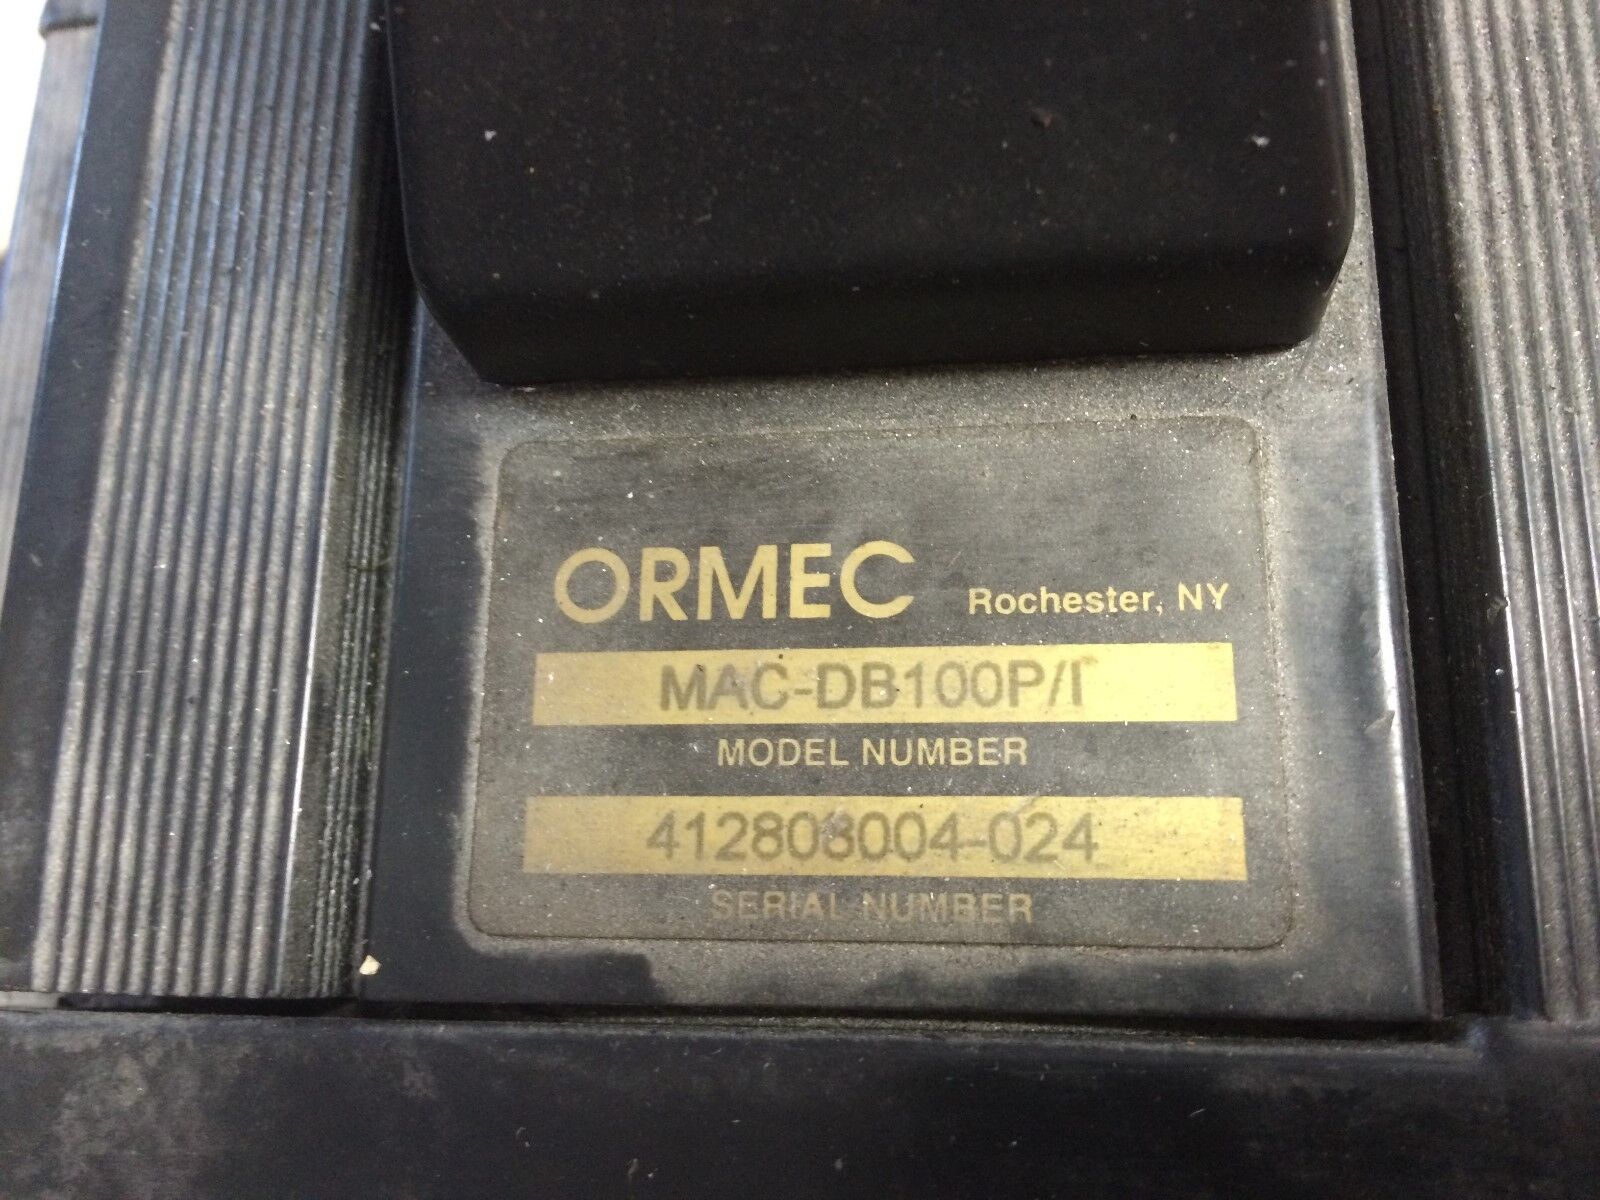 ORMEC Rochester, NY
MAC-DB100P/I
MODEL NUMBER
412808004-024
SERIAL NUMBER